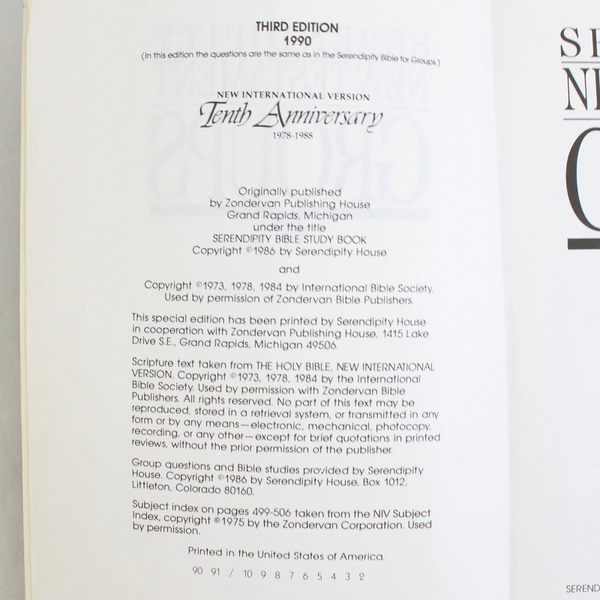 THIRD EDITION
1990
(In this edition the questions are the same as in the Serendipity Bible for Groups.)
NEW INTERNATIONAL VERSION
Tenth Anniversary
1978-1988
Originally published
by Zondervan Publishing House
Grand Rapids, Michigan
under the title
SERENDIPITY BIBLE STUDY BOOK
Copyright ©1986 by Serendipity House
and
Copyright ©1973, 1978, 1984 by International Bible Society.
Used by permission of Zondervan Bible Publishers.
This special edition has been printed by Serendipity House
in cooperation with Zondervan Publishing House, 1415 Lake
Drive S.E., Grand Rapids, Michigan 49506.
Scripture text taken from THE HOLY BIBLE, NEW INTERNATIONAL
VERSION. Copyright ©1973, 1978, 1984 by the International
Bible Society. Used by permission with Zondervan Bible
Publishers. All rights reserved. No part of this text may be
reproduced, stored in a retrieval system, or transmitted in any
form or by any means—electronic, mechanical, photocopy,
recording, or any other—except for brief quotations in printed
reviews, without the prior permission of the publisher.
Group questions and Bible studies provided by Serendipity
House. Copyright ©1986 by Serendipity House, Box 1012,
Littleton, Colorado 80160.
Subject index on pages 499-506 taken from the NIV Subject
Index, copyright ©1975 by the Zondervan Corporation. Used
by permission.
Printed in the United States of America.
90 91 / 10 9 8 7 6 5 4 3 2